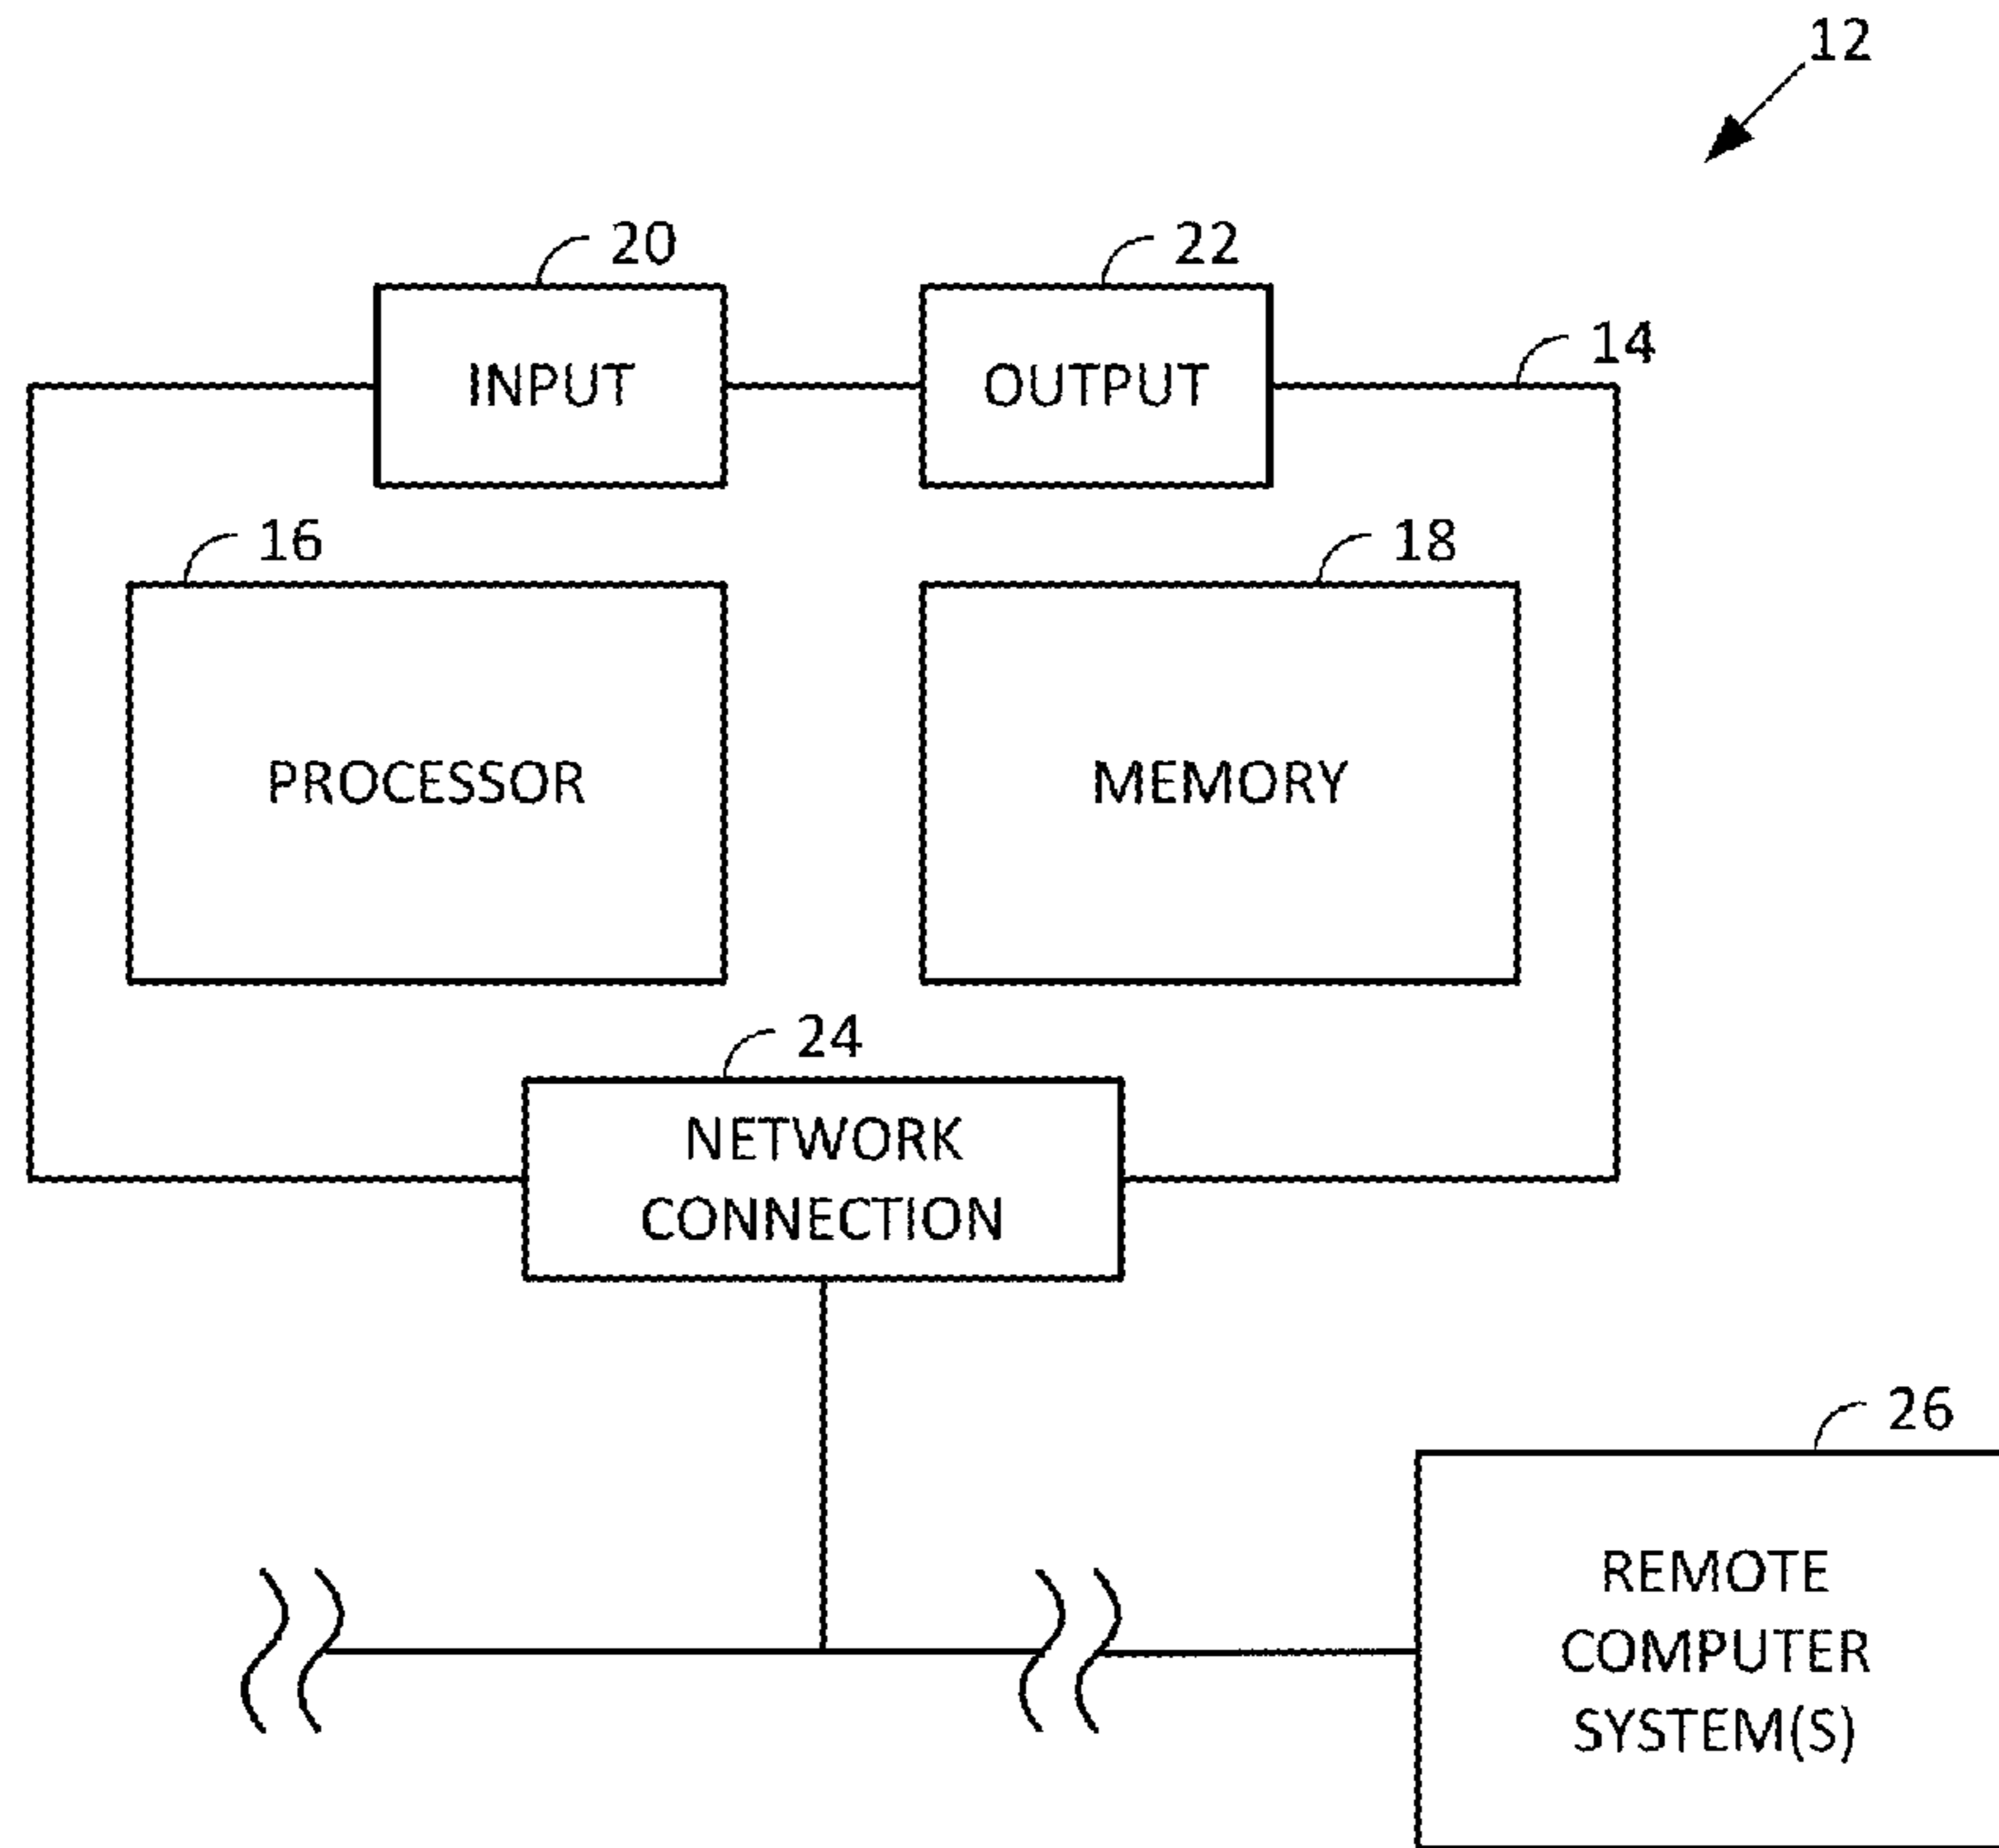 12
20
22
14
INPUT
OUTPUT
16
18
PROCESSOR
MEMORY
24
NETWORK
CONNECTION
26
REMOTE
COMPUTER
SYSTEM(S)